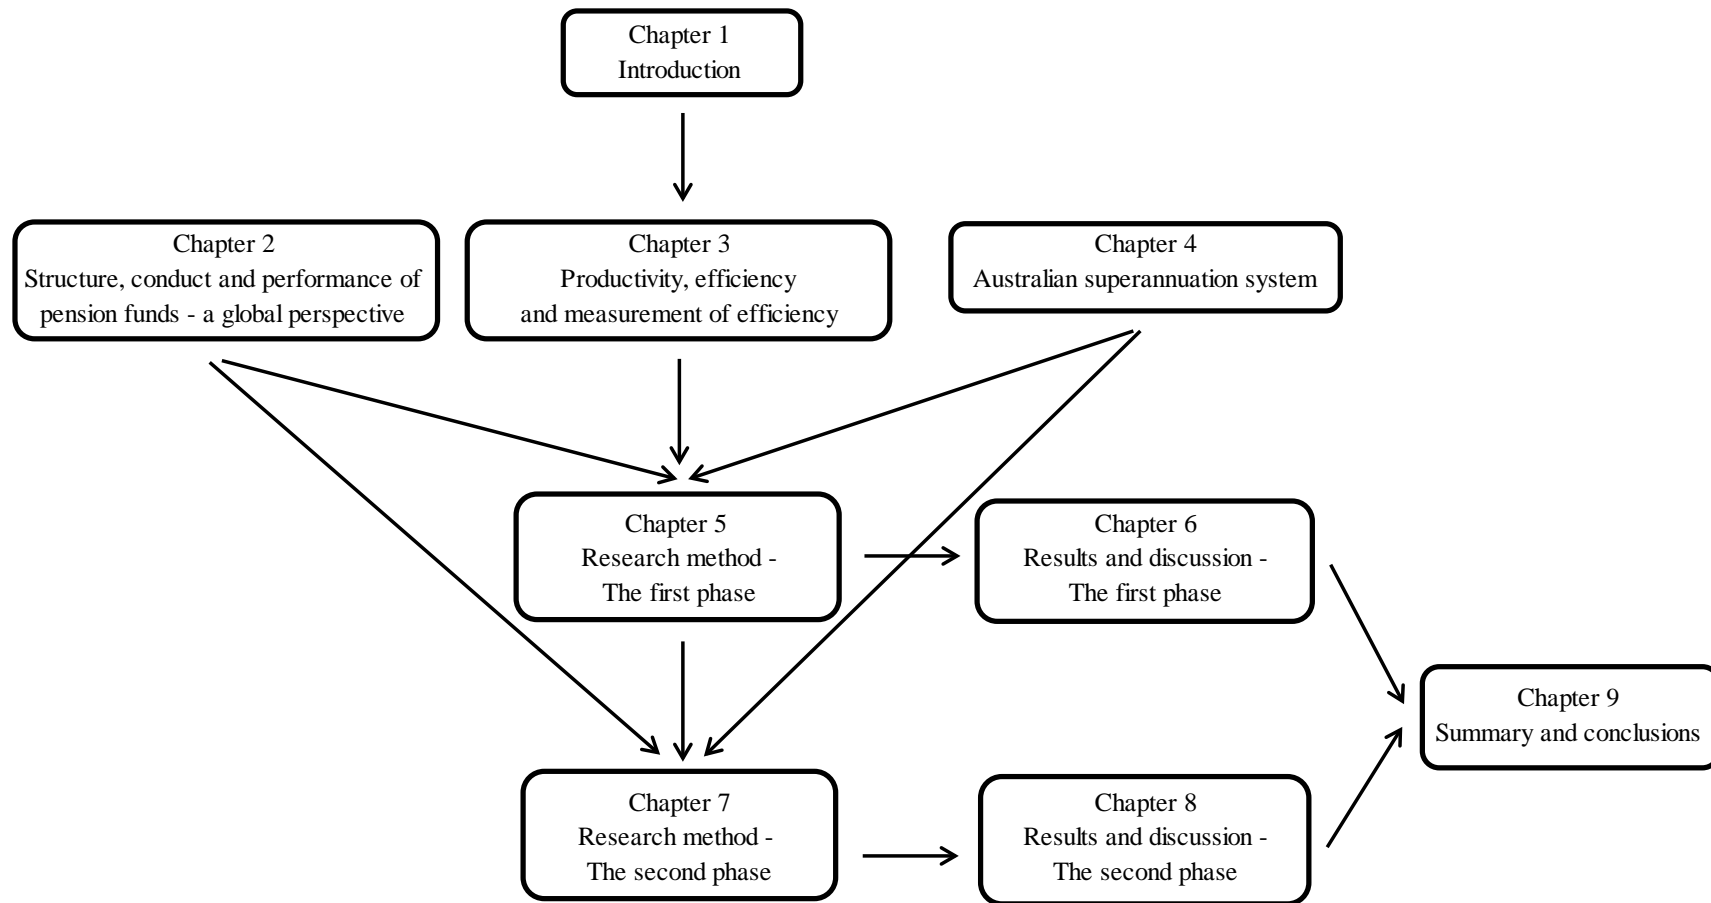 Chapter 1
Introduction
Chapter 2
Structure, conduct and performance of
pension funds - a global perspective
Chapter 3
Productivity, efficiency
and measurement of efficiency
Chapter 4
Australian superannuation system
Chapter 5
Research method -
The first phase
Chapter 6
Results and discussion -
The first phase
Chapter 7
Research method -
The second phase
Chapter 8
Results and discussion -
The second phase
Chapter 9
Summary and conclusions